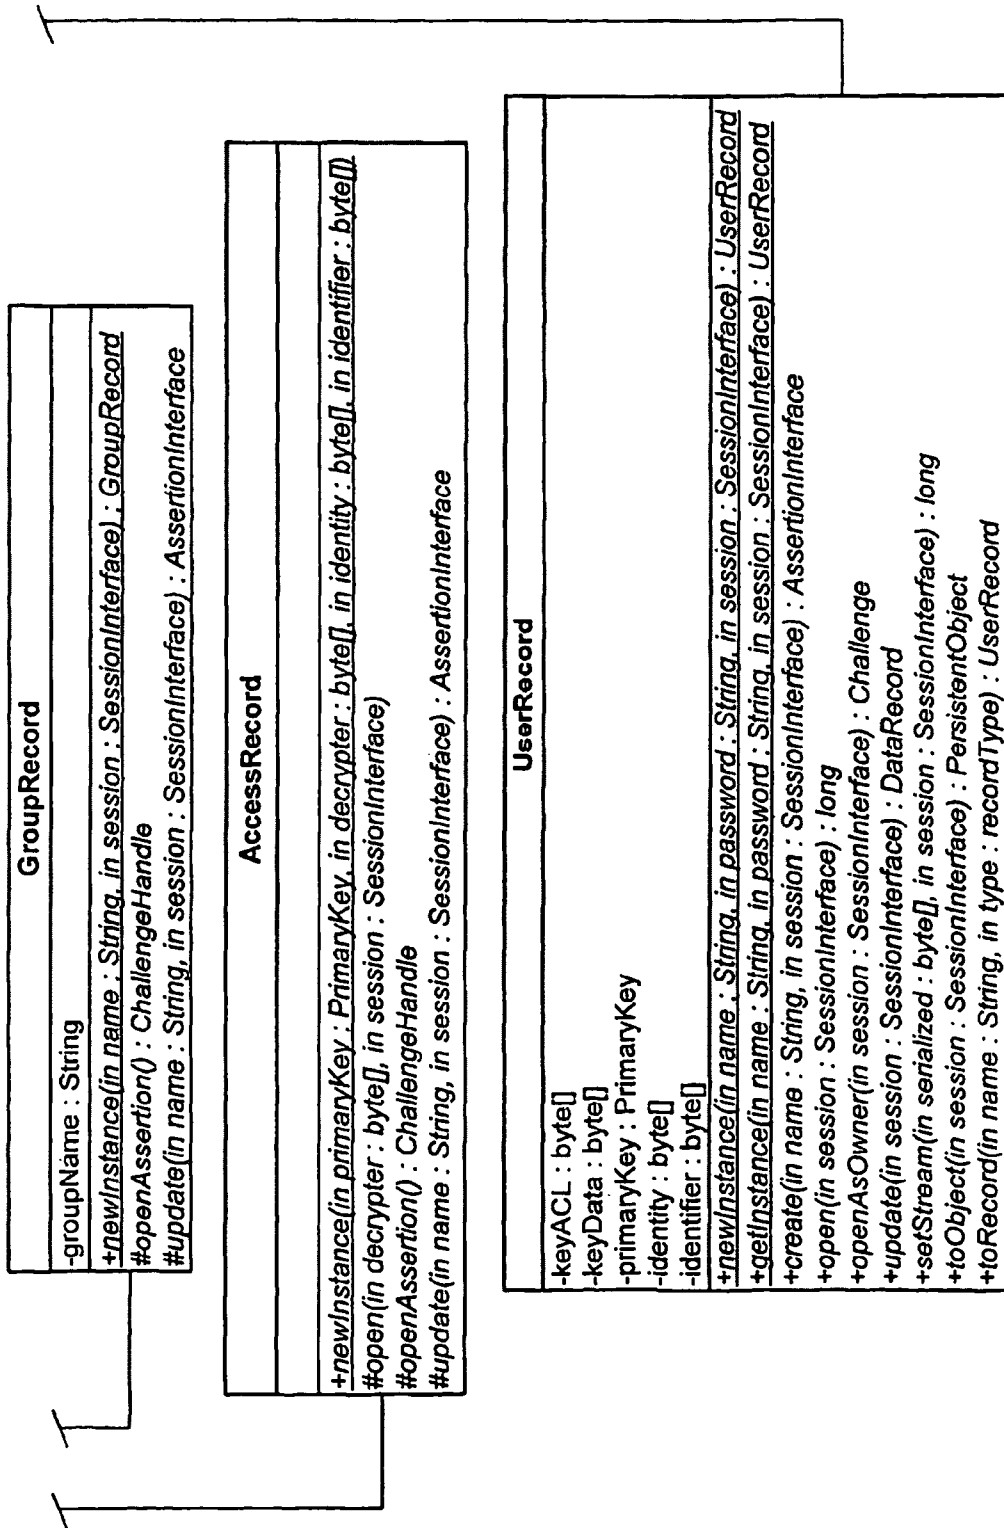 GroupRecord
-groupName : String
+newInstance(in name : String, in session : SessionInterface) : GroupRecord
#openAssertion() : ChallengeHandle
#update(in name : String, in session : SessionInterface) : AssertionInterface
AccessRecord
+newInstance(in primaryKey : PrimaryKey, in decrypter : byte[], in identity : byte[], in identifier : byte[])
#open(in decrypter : byte[], in session : SessionInterface)
#openAssertion() : ChallengeHandle
#update(in name : String, in session : SessionInterface) : AssertionInterface
UserRecord
-keyACL : byte[]
-keyData : byte[]
-primaryKey : PrimaryKey
-identity : byte[]
-identifier : byte[]
+newInstance(in name : String, in password : String, in session : SessionInterface) : UserRecord
+getInstance(in name : String, in password : String, in session : SessionInterface) : UserRecord
+create(in name : String, in session : SessionInterface) : AssertionInterface
+open(in session : SessionInterface) : long
+openAsOwner(in session : SessionInterface) : Challenge
+update(in session : SessionInterface) : DataRecord
+setStream(in serialized : byte[], in session : SessionInterface) : long
+toObject(in session : SessionInterface) : PersistentObject
+toRecord(in name : String, in type : recordType) : UserRecord